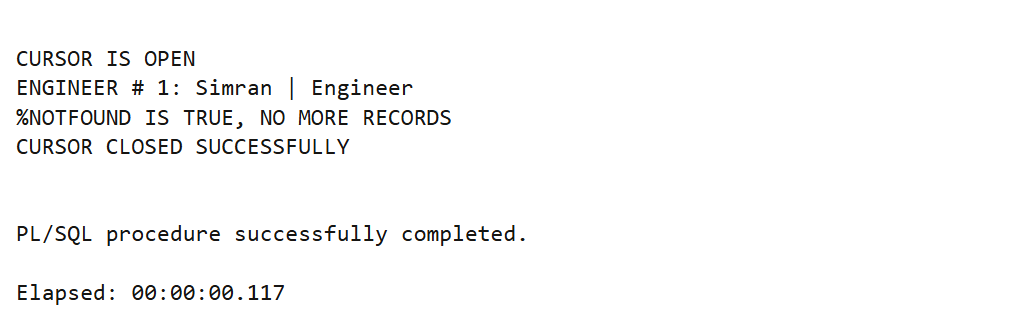 CURSOR IS OPEN
ENGINEER # 1: Simran | Engineer
%NOTFOUND IS TRUE, NO MORE RECORDS
CURSOR CLOSED SUCCESSFULLY
PL/SQL procedure successfully completed.
Elapsed: 00:00:00.117